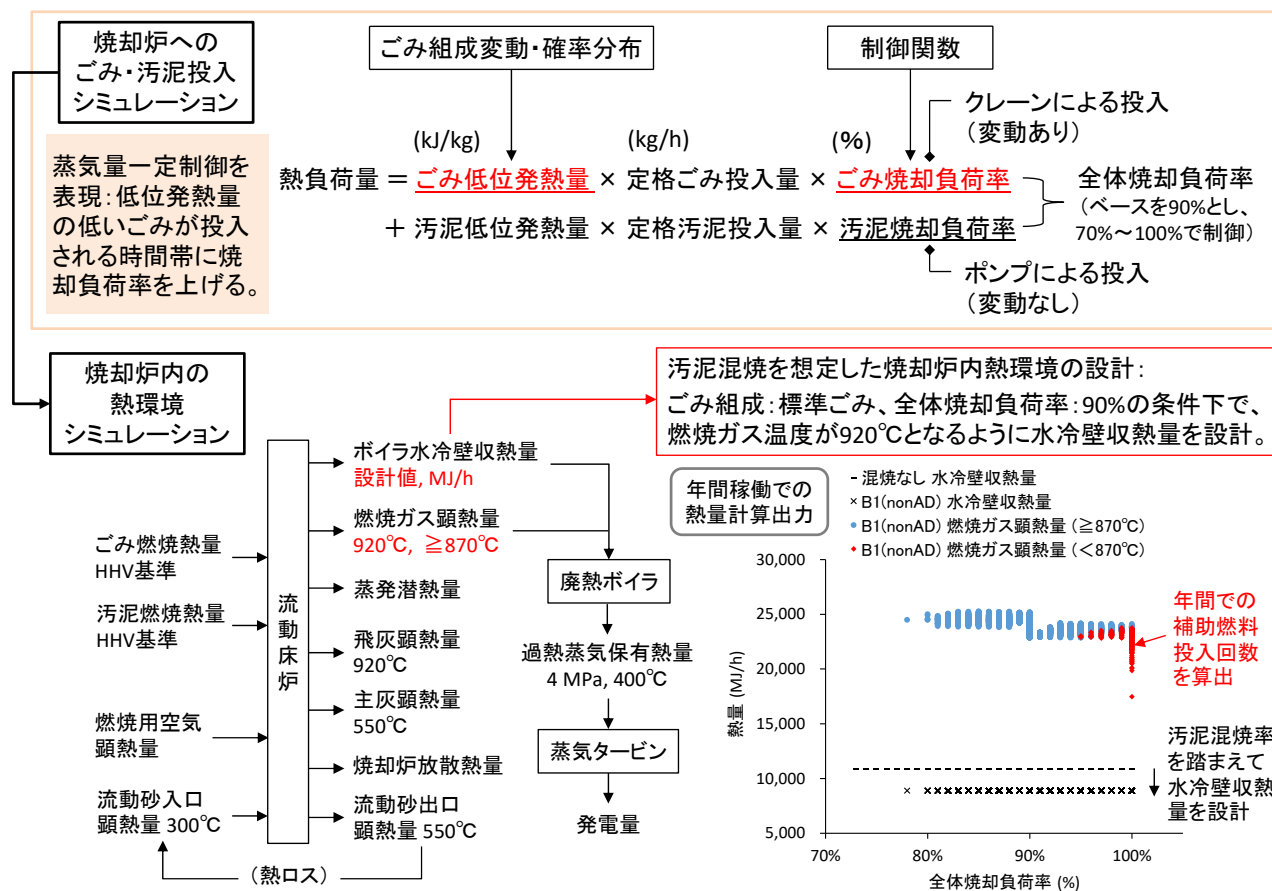 焼却炉への
ごみ・汚泥投入
シミュレーション
ごみ組成変動・確率分布
制御関数
クレーンによる投入
（変動あり）
(kJ/kg)
(kg/h)
(%)
蒸気量一定制御を
表現：低位発熱量
の低いごみが投入
される時間帯に焼
却負荷率を上げる。
熱負荷量 ＝ ごみ低位発熱量 × 定格ごみ投入量 × ごみ焼却負荷率
＋ 汚泥低位発熱量 × 定格汚泥投入量 × 汚泥焼却負荷率
全体焼却負荷率
（ベースを90%とし、
70%～100%で制御）
ポンプによる投入
（変動なし）
焼却炉内の
熱環境
シミュレーション
汚泥混焼を想定した焼却炉内熱環境の設計：
ごみ組成：標準ごみ、全体焼却負荷率：90%の条件下で、
燃焼ガス温度が920℃となるように水冷壁収熱量を設計。
ごみ燃焼熱量
HHV基準
汚泥燃焼熱量
HHV基準
燃焼用空気
顕熱量
流動砂入口
顕熱量 300℃
流動床炉
ボイラ水冷壁収熱量
設計値, MJ/h
燃焼ガス顕熱量
920℃, ≧870℃
蒸発潜熱量
飛灰顕熱量
920℃
主灰顕熱量
550℃
焼却炉放散熱量
流動砂出口
顕熱量 550℃
（熱ロス）
廃熱ボイラ
過熱蒸気保有熱量
4 MPa, 400℃
蒸気タービン
発電量
年間稼働での
熱量計算出力
混焼なし 水冷壁収熱量
B1(nonAD) 水冷壁収熱量
B1(nonAD) 燃焼ガス顕熱量 (≧870℃)
B1(nonAD) 燃焼ガス顕熱量 (＜870℃)
熱量 (MJ/h)
30,000
25,000
20,000
15,000
10,000
5,000
70%
80%
90%
100%
全体焼却負荷率 (%)
年間での
補助燃料
投入回数
を算出
汚泥混焼率
を踏まえて
水冷壁収熱
量を設計